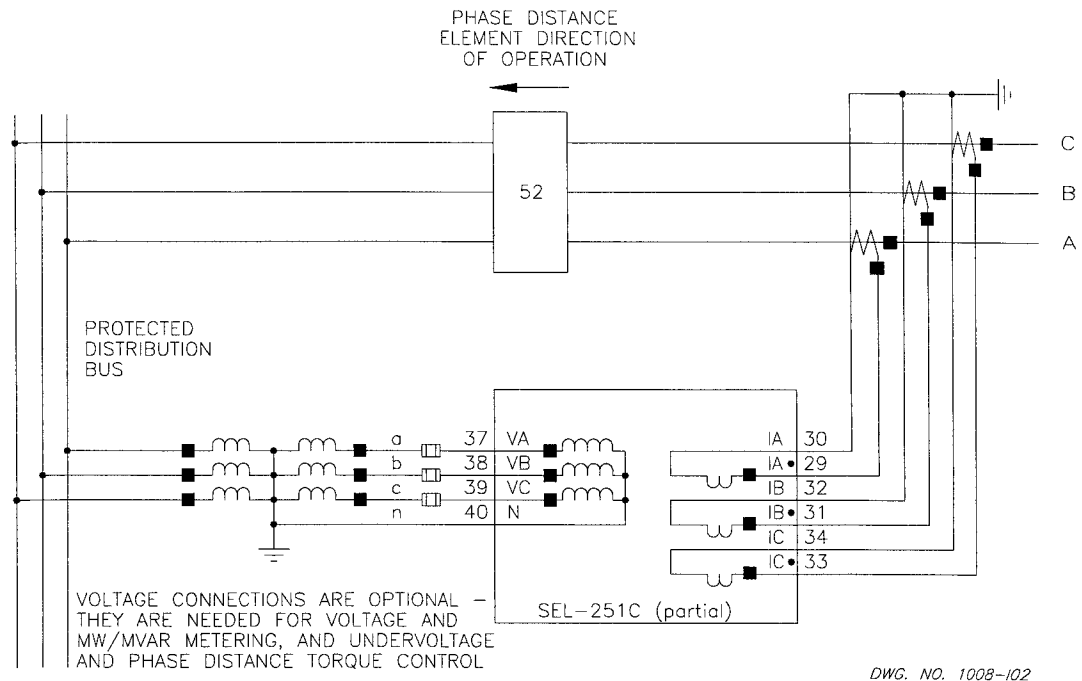 PHASE DISTANCE
ELEMENT DIRECTION
OF OPERATION
C
52
B
A
PROTECTED
DISTRIBUTION
BUS
a 37 VA IA 30
IA 29
b 38 VB IB 32
c 39 VC IB 31
n 40 N IC 34
IC 33
SEL-251C (partial)
VOLTAGE CONNECTIONS ARE OPTIONAL –
THEY ARE NEEDED FOR VOLTAGE AND
MW/MVAR METERING, AND UNDERVOLTAGE
AND PHASE DISTANCE TORQUE CONTROL
DWG. NO. 1008-I02